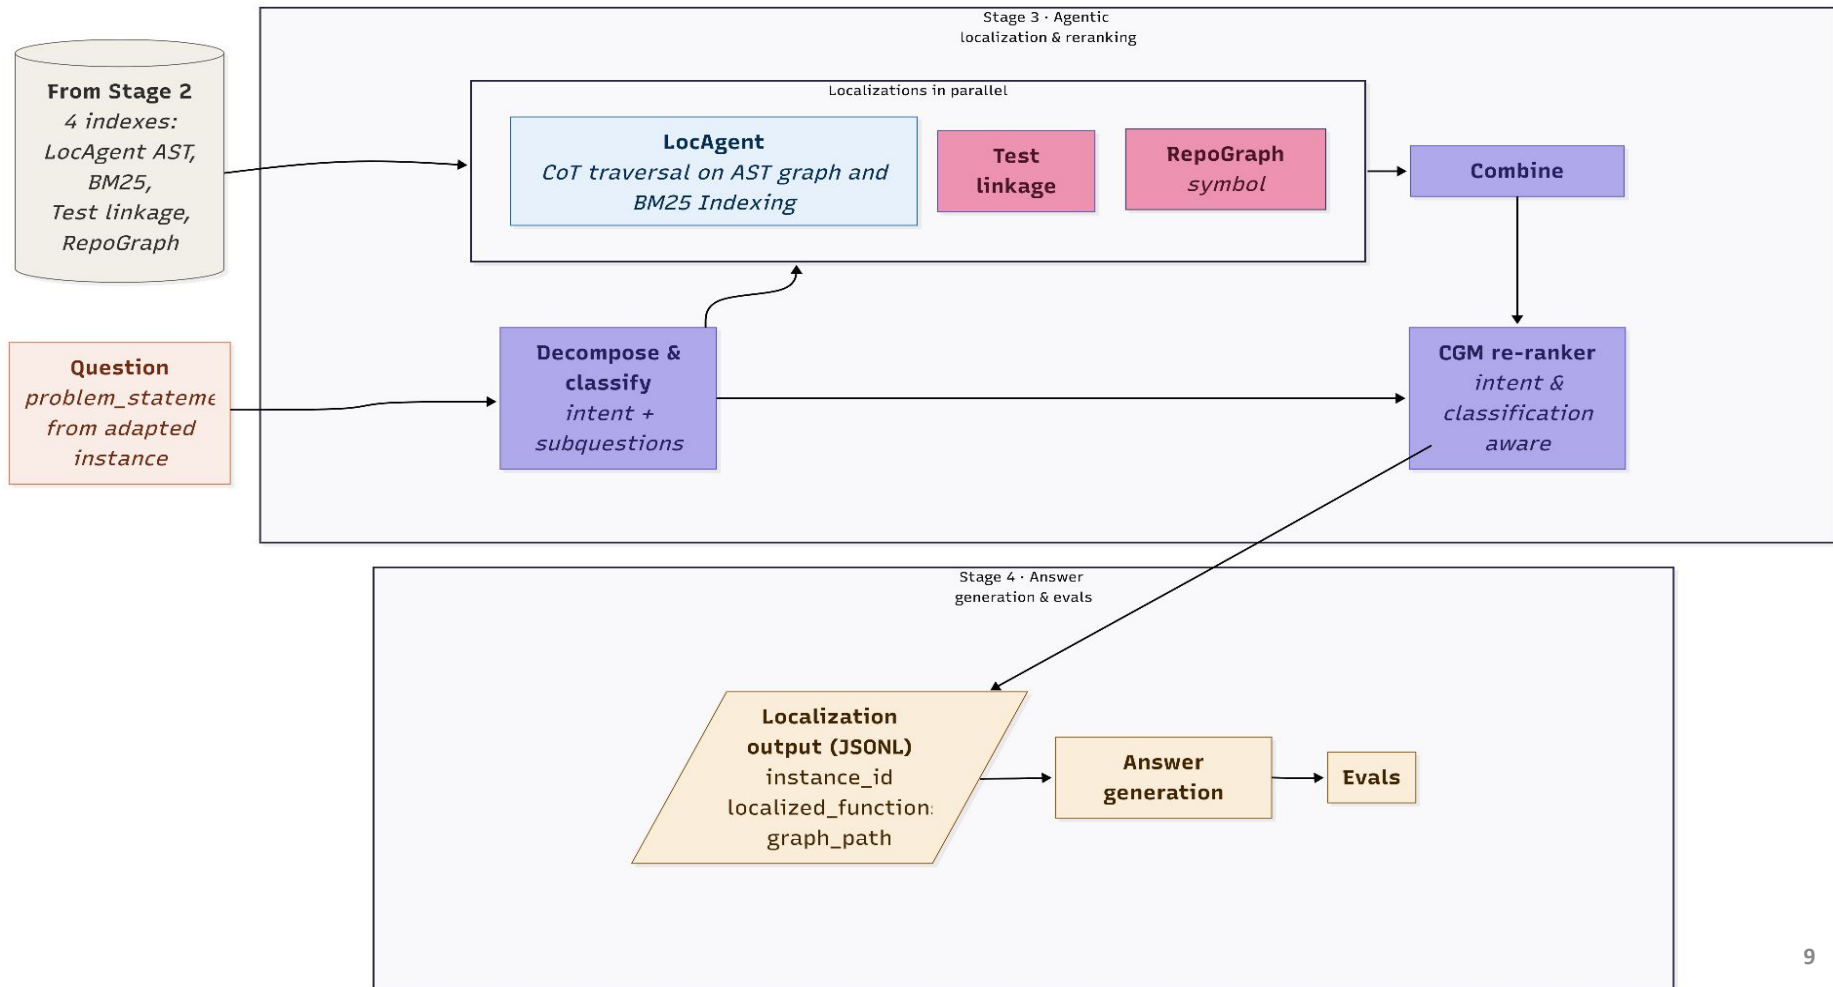 Stage 3 · Agentic
localization & reranking
From Stage 2
4 indexes:
LocAgent AST,
BM25,
Test linkage,
RepoGraph
Localizations in parallel
LocAgent
CoT traversal on AST graph and
BM25 Indexing
Test
linkage
RepoGraph
symbol
Combine
Question
problem_stateme
from adapted
instance
Decompose &
classify
intent +
subquestions
CGM re-ranker
intent &
classification
aware
Stage 4 · Answer
generation & evals
Localization
output (JSONL)
instance_id
localized_function
graph_path
Answer
generation
Evals
9